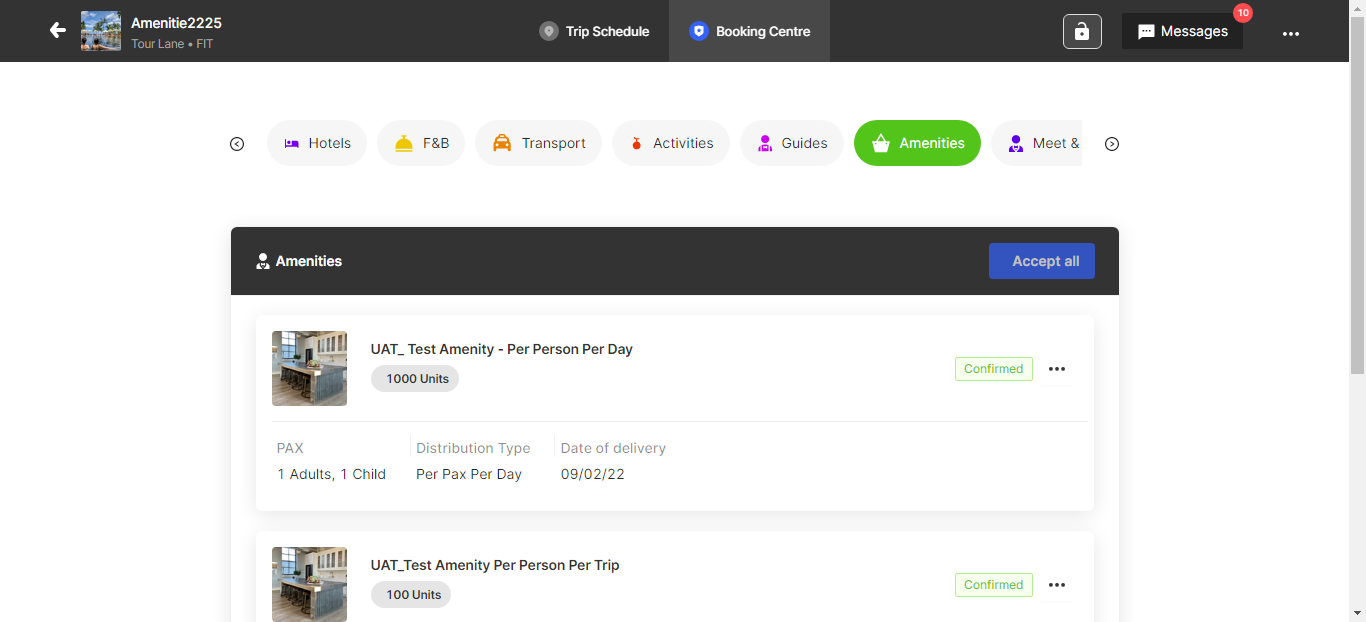 Amenitie2225
Tour Lane • FIT
Trip Schedule
Booking Centre
Messages
10
Hotels
F&B
Transport
Activities
Guides
Amenities
Meet &
Amenities
Accept all
UAT_ Test Amenity - Per Person Per Day
1000 Units
Confirmed
PAX
Distribution Type
Date of delivery
1 Adults, 1 Child
Per Pax Per Day
09/02/22
UAT_Test Amenity Per Person Per Trip
100 Units
Confirmed